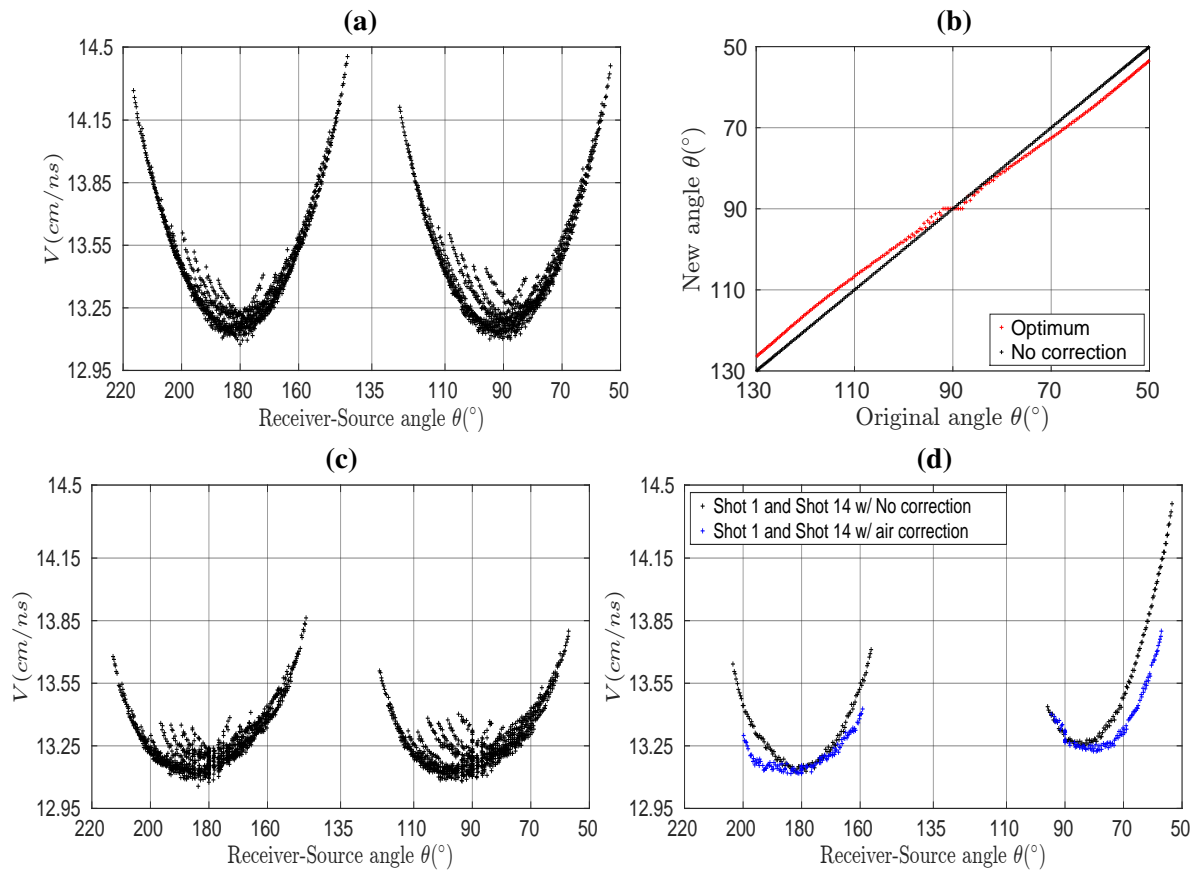 (a)
14.5
14.15
13.85
13.55
13.25
12.95
V(cm/ns)
220 200 180 160 135 110 90 70 50
Receiver-Source angle θ(°)
(b)
50
70
90
110
130
New angle θ(°)
Optimum
No correction
130 110 90 70 50
Original angle θ(°)
(c)
14.5
14.15
13.85
13.55
13.25
12.95
V(cm/ns)
220 200 180 160 135 110 90 70 50
Receiver-Source angle θ(°)
(d)
14.5
14.15
13.85
13.55
13.25
12.95
V(cm/ns)
Shot 1 and Shot 14 w/ No correction
Shot 1 and Shot 14 w/ air correction
220 200 180 160 135 110 90 70 50
Receiver-Source angle θ(°)